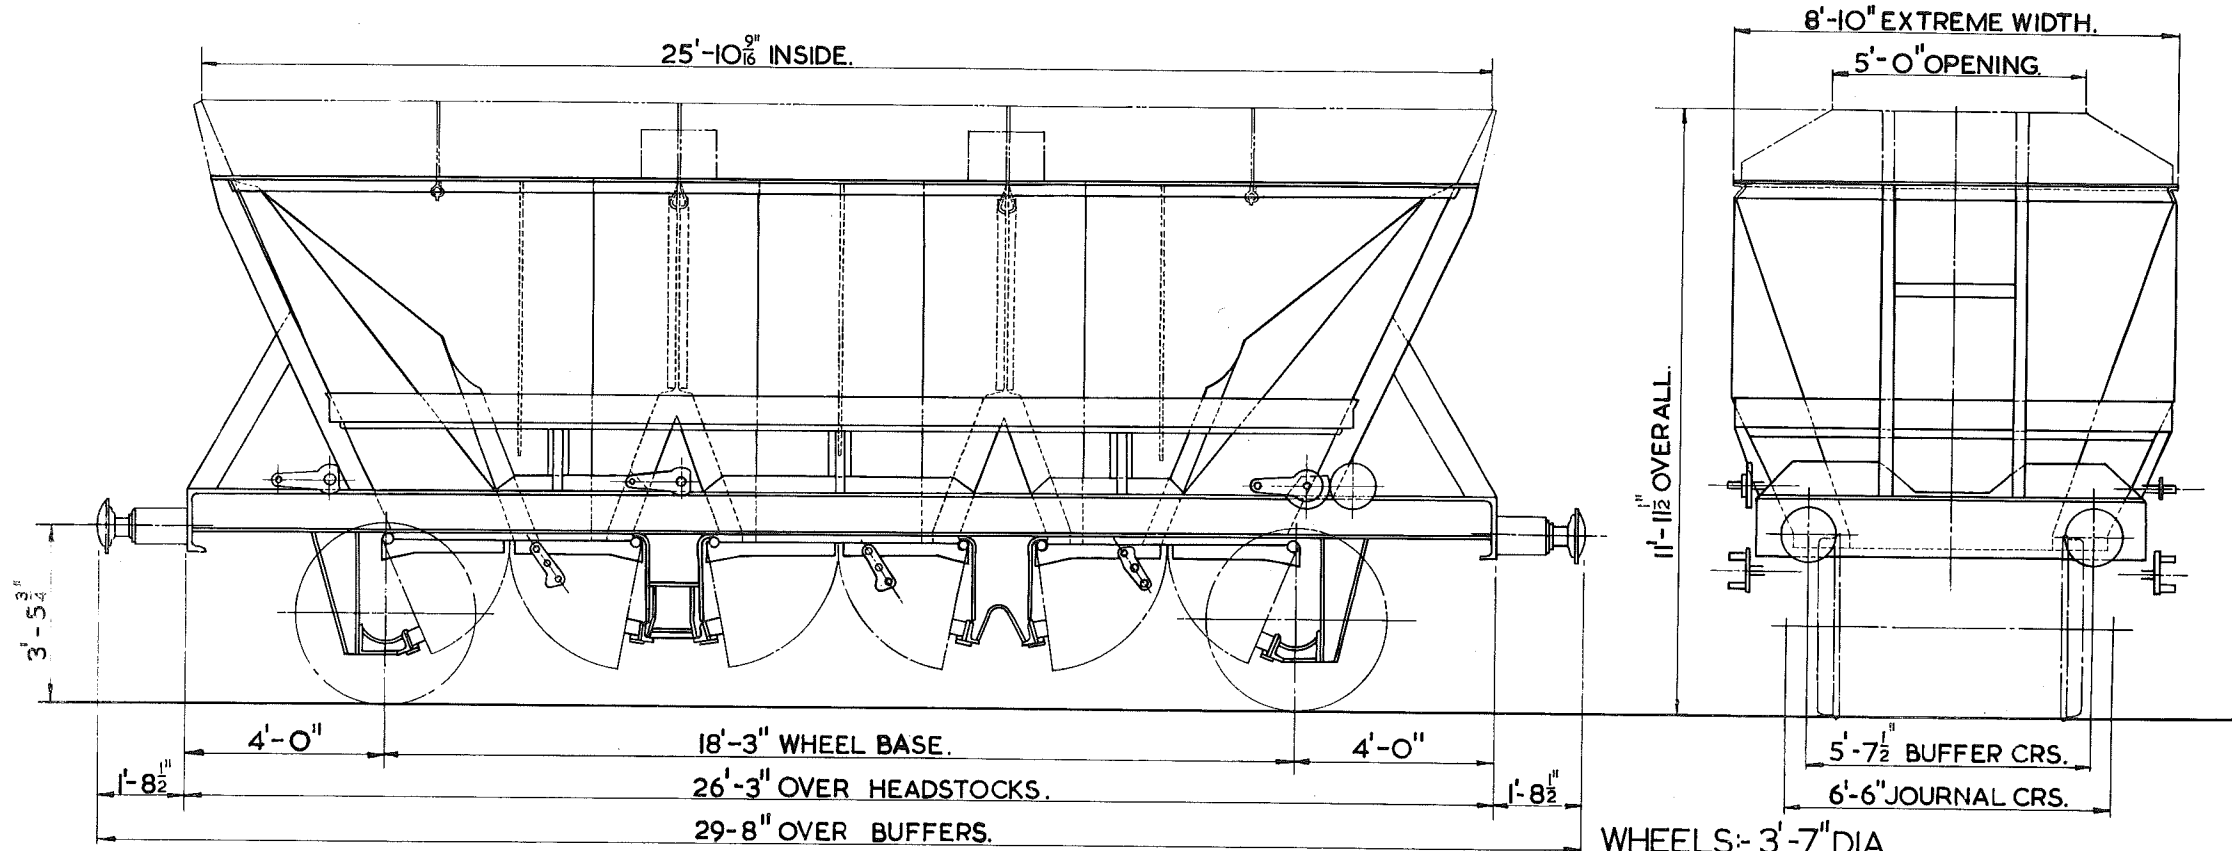 25'-10 9/16" INSIDE.
8'-10" EXTREME WIDTH.
5'-0" OPENING.
11'-11 1/2" OVERALL.
3'-5 3/4"
4'-0"
18'-3" WHEEL BASE.
4'-0"
1'-8 1/2"
26'-3" OVER HEADSTOCKS.
1'-8 1/2"
29-8" OVER BUFFERS.
5'-7 1/2" BUFFER CRS.
6'-6" JOURNAL CRS.
WHEELS:- 3'-7" DIA